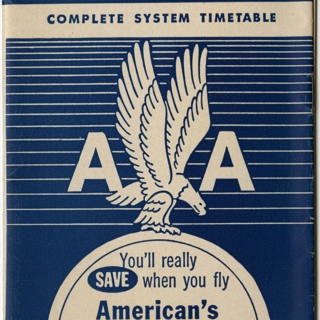 COMPLETE SYSTEM TIMETABLE
A A
You'll really
SAVE when you fly
American's